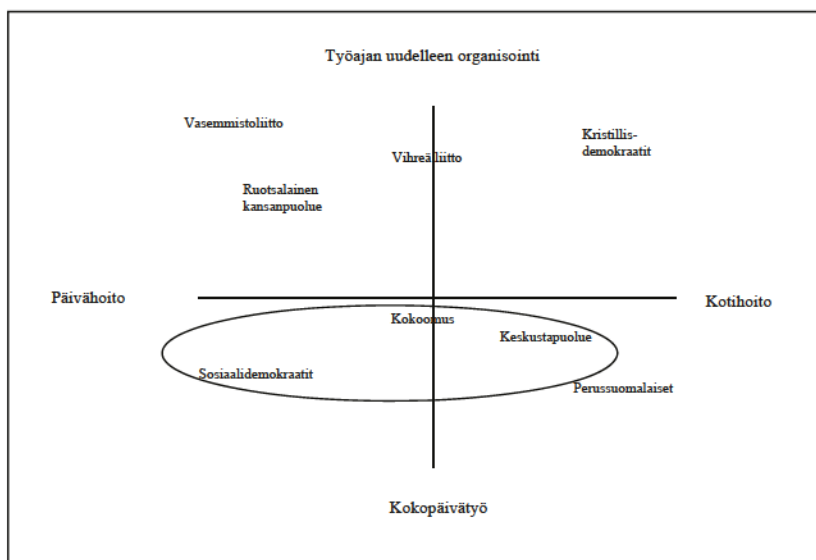 Työajan uudelleen organisointi
Vasemmistoliitto
Kristillis-
demokraatit
Vihreä liitto
Ruotsalainen
kansanpuolue
Päivähoito
Kotihoito
Kokoomus
Keskustapuolue
Sosiaalidemokraatit
Perussuomalaiset
Kokopäivätyö